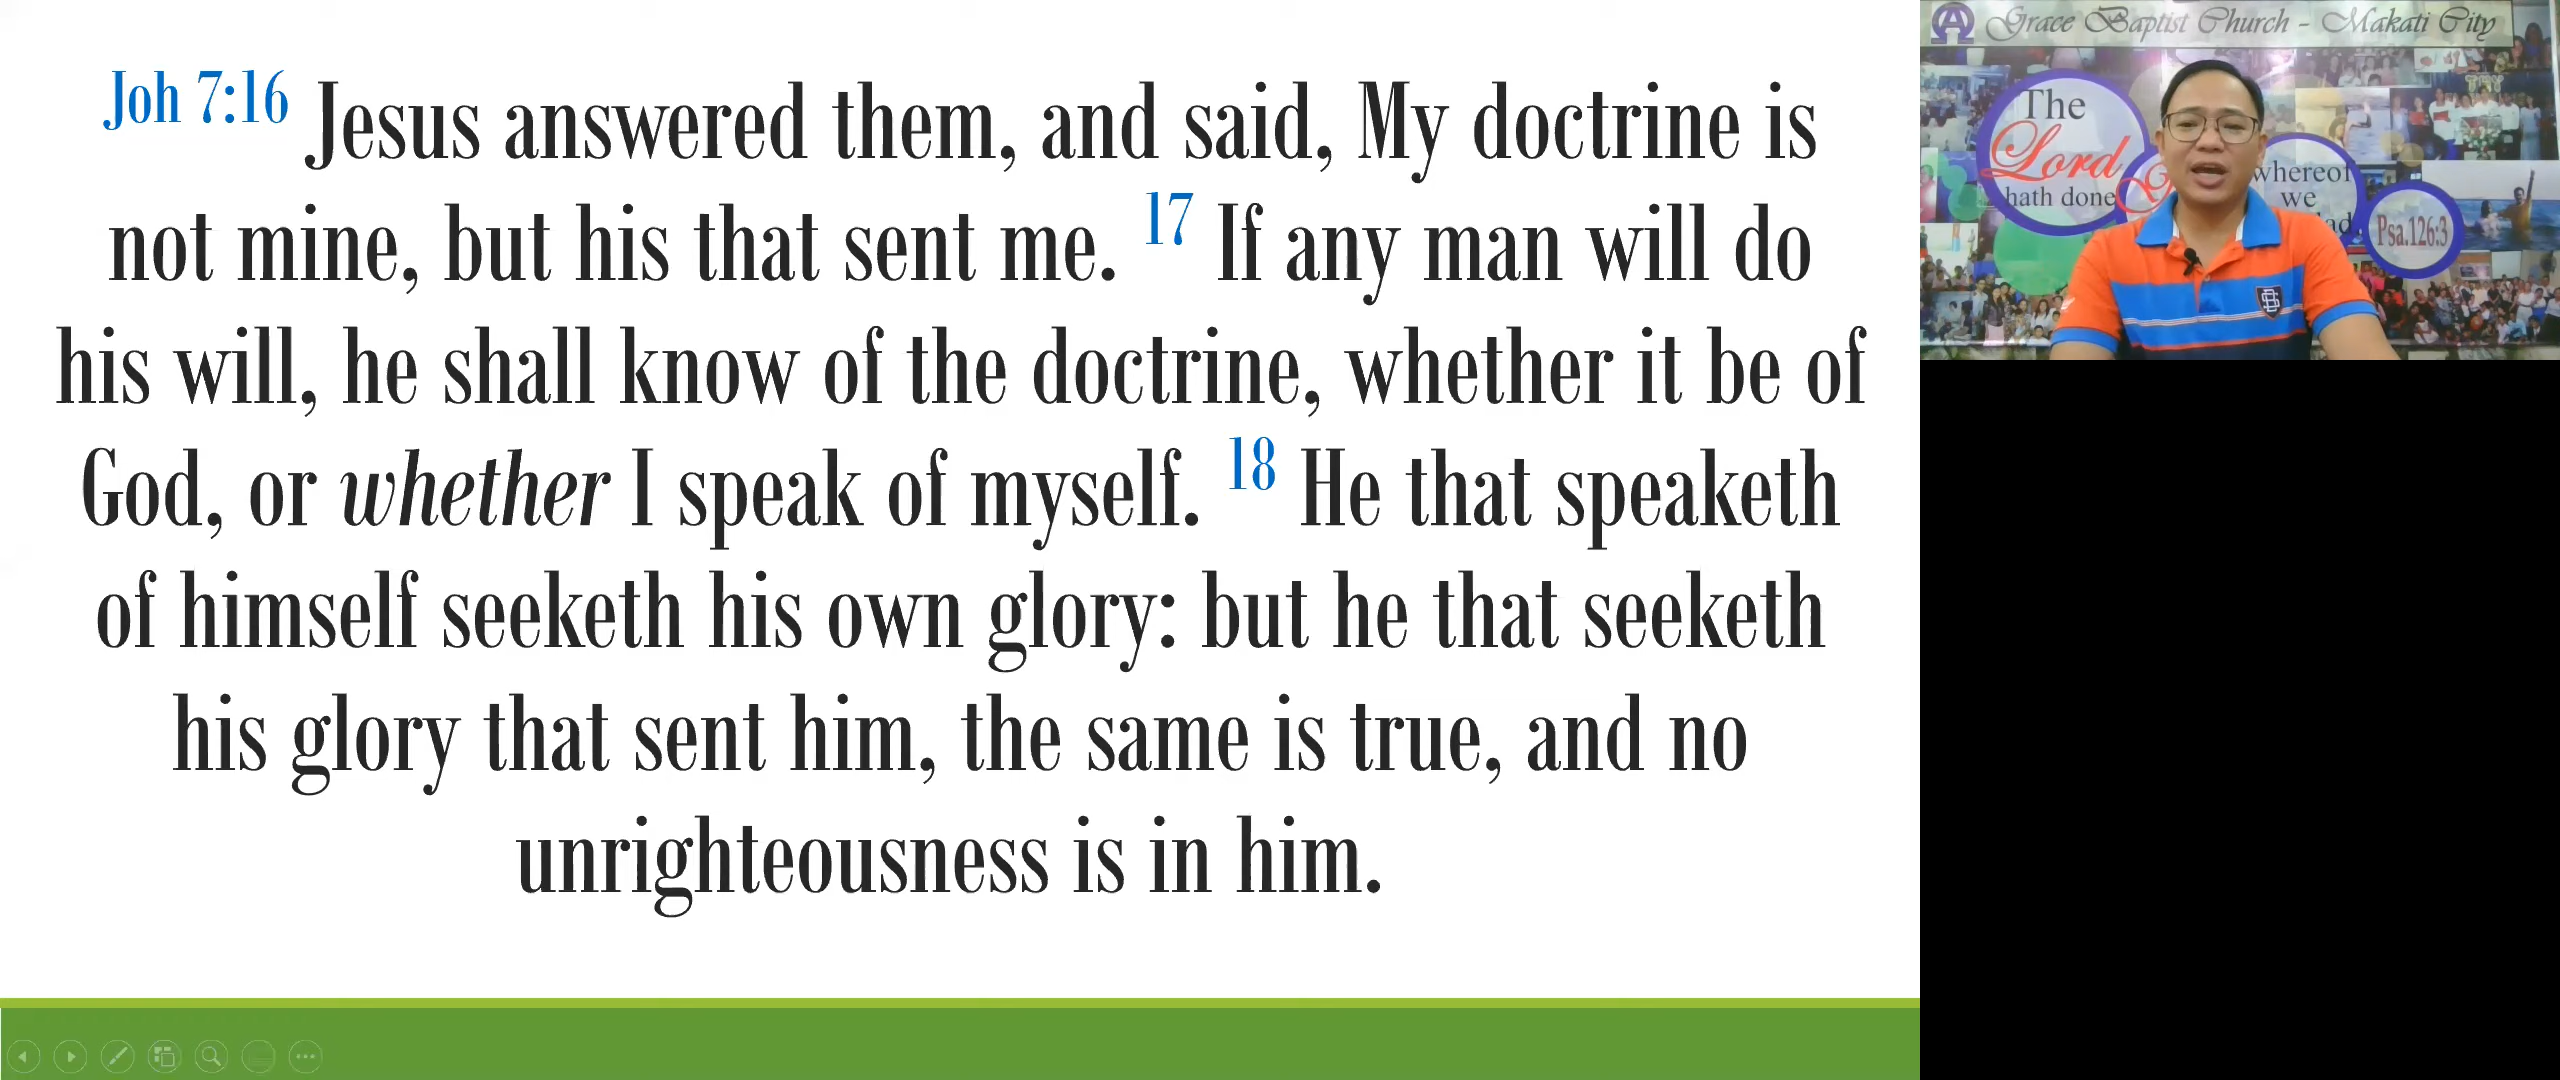 Joh 7:16 Jesus answered them, and said, My doctrine is
not mine, but his that sent me. 17 If any man will do
his will, he shall know of the doctrine, whether it be of
God, or whether I speak of myself. 18 He that speaketh
of himself seeketh his own glory: but he that seeketh
his glory that sent him, the same is true, and no
unrighteousness is in him.
Grace Baptist Church - Makati City
The
Lord
hath done
whereof
we
Psa.126:3